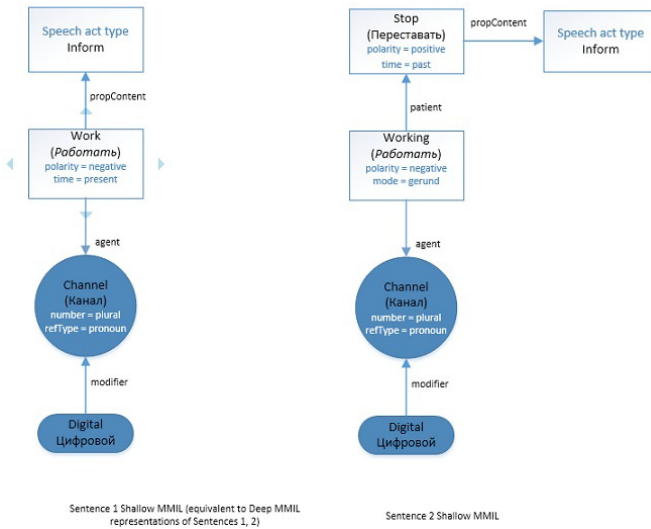 Speech act type
Inform
propContent
Work
(Работать)
polarity = negative
time = present
agent
Channel
(Канал)
number = plural
refType = pronoun
modifier
Digital
Цифровой
Sentence 1 Shallow MMIL (equivalent to Deep MMIL
representations of Sentences 1, 2)
Stop
(Переставать)
polarity = positive
time = past
propContent
Speech act type
Inform
patient
Working
(Работать)
polarity = negative
mode = gerund
agent
Channel
(Канал)
number = plural
refType = pronoun
modifier
Digital
Цифровой
Sentence 2 Shallow MMIL